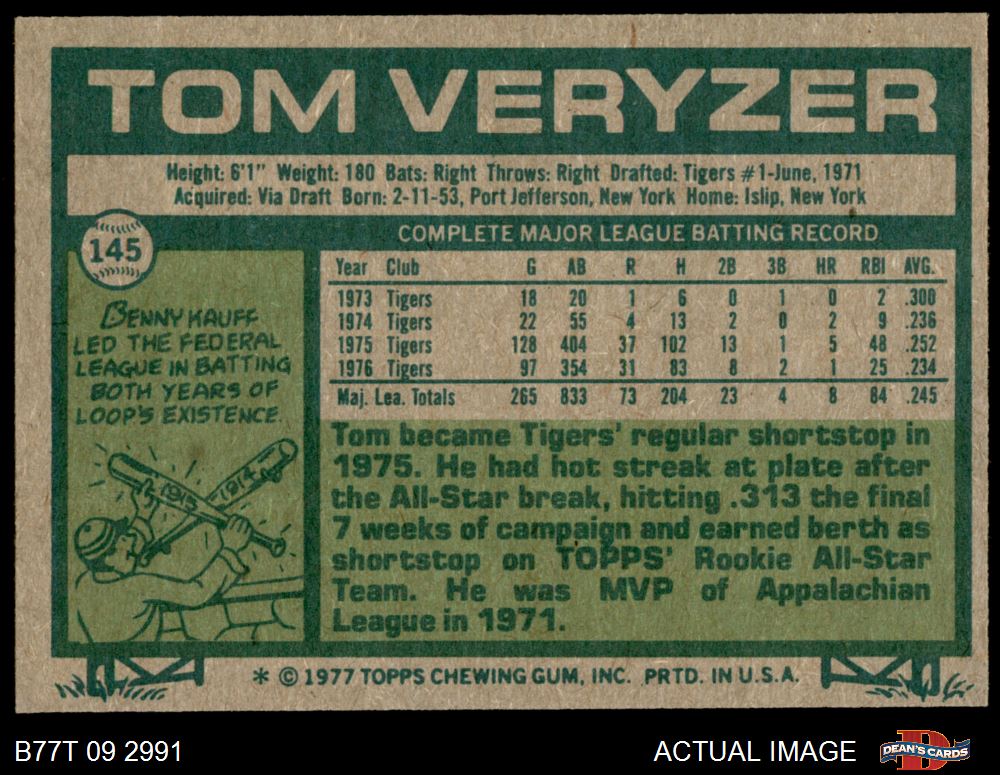 TOM VERYZER
Height: 6'1" Weight: 180 Bats: Right Throws: Right Drafted: Tigers #1-June, 1971
Acquired: Via Draft Born: 2-11-53, Port Jefferson, New York Home: Islip, New York
145
BENNY KAUFF
LED THE FEDERAL
LEAGUE IN BATTING
BOTH YEARS OF
LOOP'S EXISTENCE.
1915 1914
COMPLETE MAJOR LEAGUE BATTING RECORD
Year Club G AB R H 2B 3B HR RBI AVG.
1973 Tigers 18 20 1 6 0 1 0 2 .300
1974 Tigers 22 55 4 13 2 0 2 9 .236
1975 Tigers 128 404 37 102 13 1 5 48 .252
1976 Tigers 97 354 31 83 8 2 1 25 .234
Maj. Lea. Totals 265 833 73 204 23 4 8 84 .245
Tom became Tigers' regular shortstop in
1975. He had hot streak at plate after
the All-Star break, hitting .313 the final
7 weeks of campaign and earned berth as
shortstop on TOPPS' Rookie All-Star
Team. He was MVP of Appalachian
League in 1971.
* © 1977 TOPPS CHEWING GUM, INC. PRTD. IN U.S.A.
B77T 09 2991
ACTUAL IMAGE
D
DEAN'S CARDS